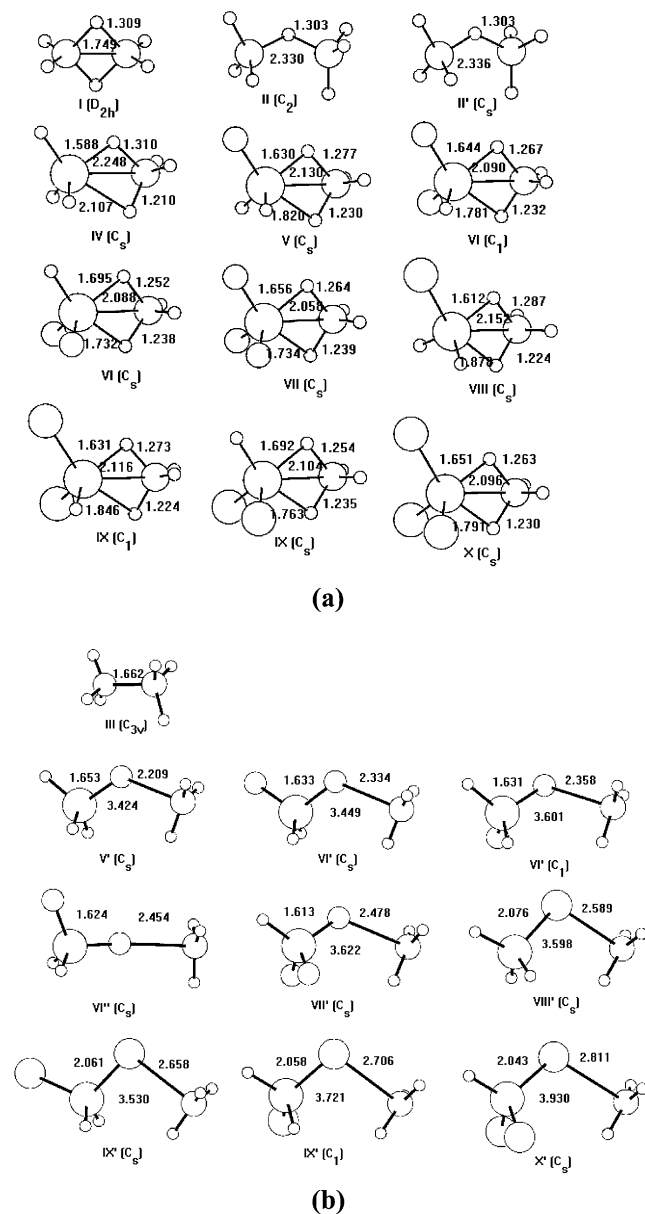 1.309
1.749
I (D2h)
1.303
2.330
II (C2)
1.303
2.336
II' (Cs)
1.588 1.310
2.248
2.107 1.210
IV (Cs)
1.630 1.277
2.130
1.820 1.230
V (Cs)
1.644 1.267
2.090
1.781 1.232
VI (C1)
1.695 1.252
2.088
1.732 1.238
VI (Cs)
1.656 1.264
2.058
1.734 1.239
VII (Cs)
1.612 1.287
2.152
1.878 1.224
VIII (Cs)
1.631 1.273
2.116
1.846 1.224
IX (C1)
1.692 1.254
2.104
1.763 1.235
IX (Cs)
1.651 1.263
2.096
1.791 1.230
X (Cs)
(a)
1.662
III (C3v)
1.653 2.209
3.424
V' (Cs)
1.633 2.334
3.449
VI' (Cs)
1.631 2.358
3.601
VI' (C1)
1.624 2.454
VI'' (Cs)
1.613 2.478
3.622
VII' (Cs)
2.076 2.589
3.598
VIII' (Cs)
2.061 2.658
3.530
IX' (Cs)
2.058 2.706
3.721
IX' (C1)
2.043 2.811
3.930
X' (Cs)
(b)